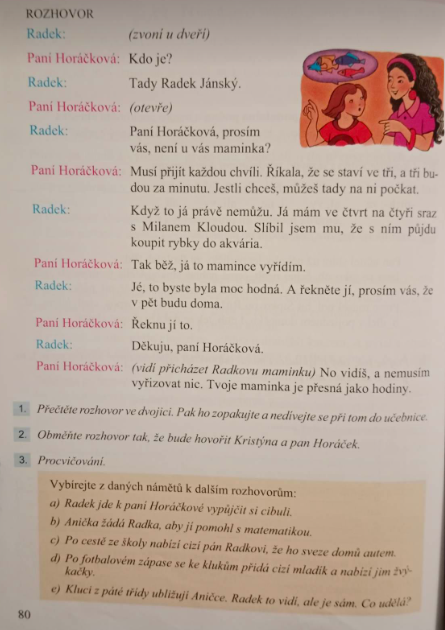 ROZHOVOR
Radek: (zvoní u dveří)
Paní Horáčková: Kdo je?
Radek: Tady Radek Jánský.
Paní Horáčková: (otevře)
Radek: Paní Horáčková, prosím
vás, není u vás maminka?
Paní Horáčková: Musí přijít každou chvíli. Říkala, že se staví ve tři, a tři bu-
dou za minutu. Jestli chceš, můžeš tady na ni počkat.
Radek: Když to já právě nemůžu. Já mám ve čtvrt na čtyři sraz
s Milanem Kloudou. Slíbil jsem mu, že s ním půjdu
koupit rybky do akvária.
Paní Horáčková: Tak běž, já to mamince vyřídím.
Radek: Jé, to byste byla moc hodná. A řekněte jí, prosím vás, že
v pět budu doma.
Paní Horáčková: Řeknu jí to.
Radek: Děkuju, paní Horáčková.
Paní Horáčková: (vidí přicházet Radkovu maminku) No vidíš, a nemusím
vyřizovat nic. Tvoje maminka je přesná jako hodiny.
1. Přečtěte rozhovor ve dvojici. Pak ho zopakujte a nedívejte se při tom do učebnice.
2. Obměňte rozhovor tak, že bude hovořit Kristýna a pan Horáček.
3. Procvičování.
Vybírejte z daných námětů k dalším rozhovorům:
a) Radek jde k paní Horáčkové vypůjčit si cibuli.
b) Anička žádá Radka, aby jí pomohl s matematikou.
c) Po cestě ze školy nabízí cizí pán Radkovi, že ho sveze domů autem.
d) Po fotbalovém zápase se ke klukům přidá cizí mladík a nabízí jim žvý-
kačky.
e) Kluci z páté třídy ubližují Aničce. Radek to vidí, ale je sám. Co udělá?
80